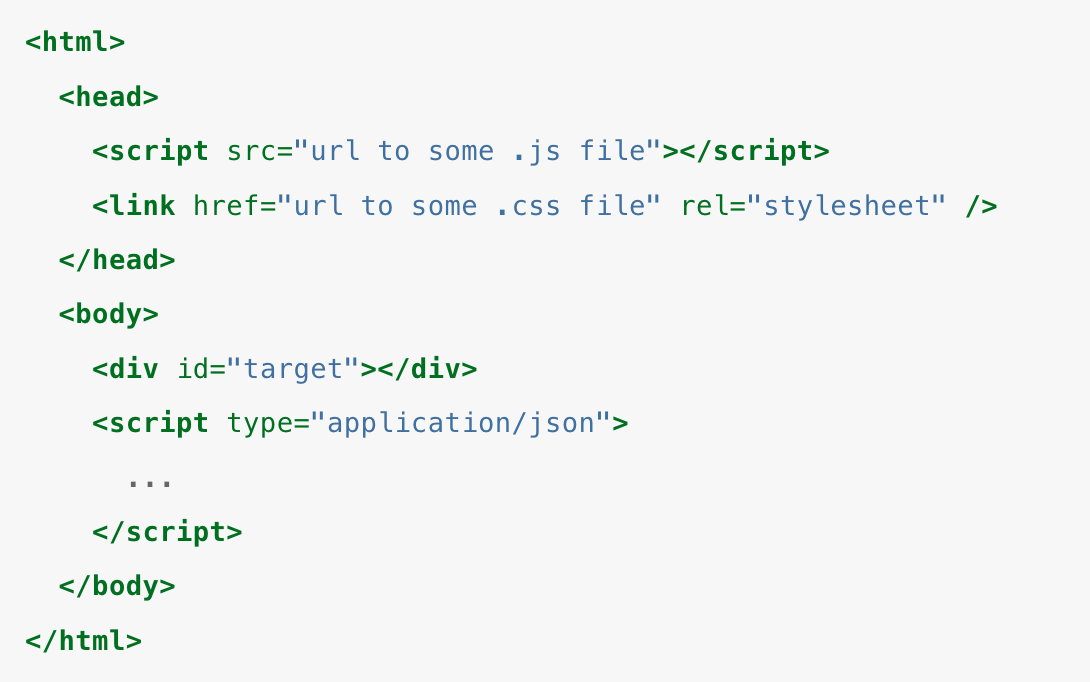 <html>
  <head>
    <script src="url to some .js file"></script>
    <link href="url to some .css file" rel="stylesheet" />
  </head>
  <body>
    <div id="target"></div>
    <script type="application/json">
      ...
    </script>
  </body>
</html>